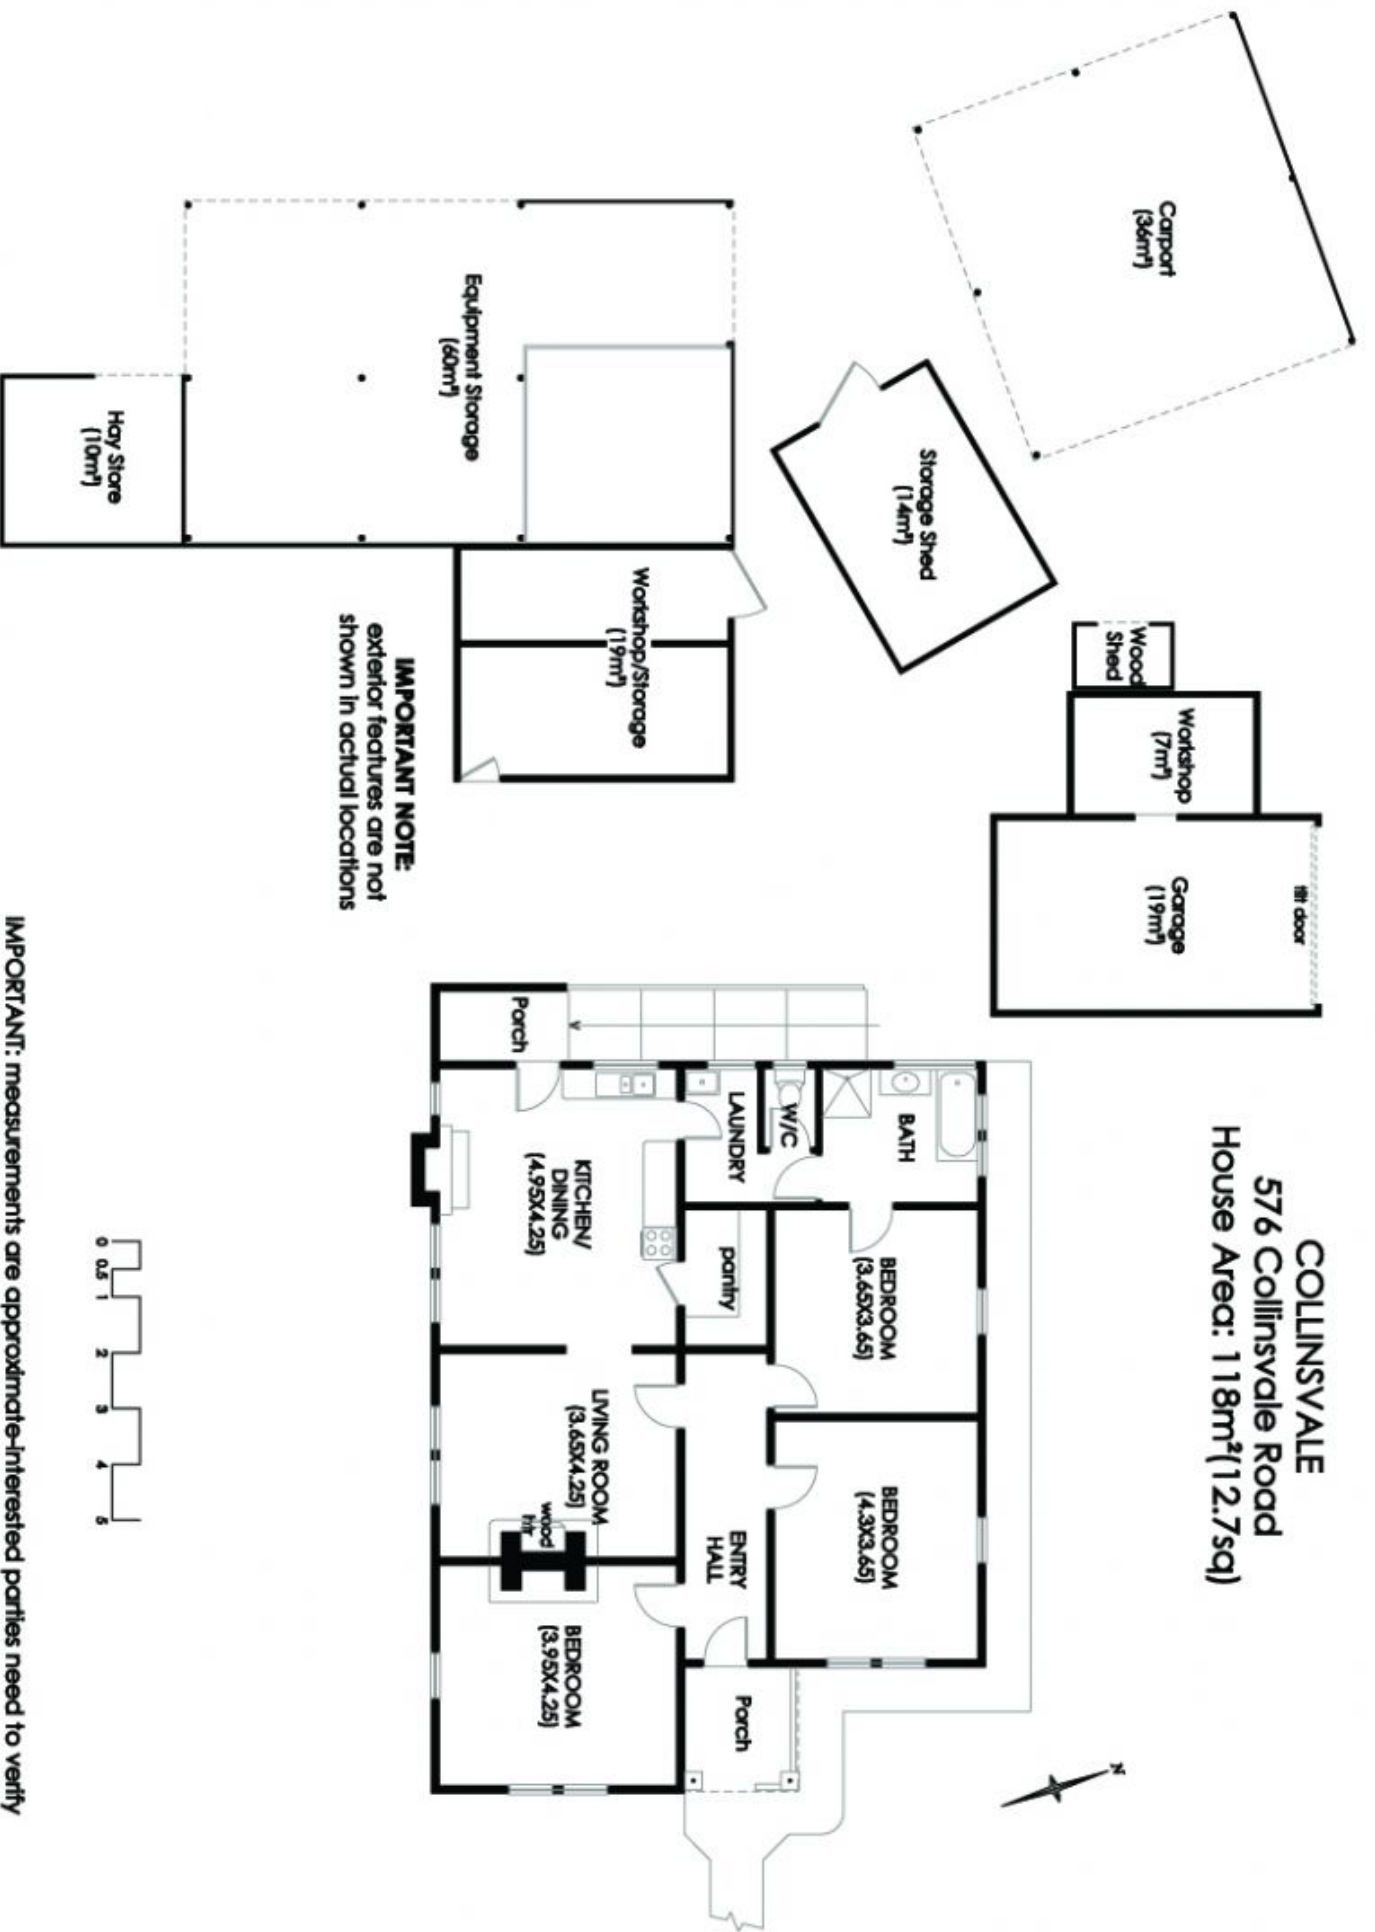 COLLINSVALE
576 Collinsvale Road
House Area: 118m²(12.7sq)
Carport
(36m²)
Storage Shed
(14m²)
Wood
Shed
Workshop
(7m²)
tilt door
Garage
(19m²)
Equipment Storage
(60m²)
Hay Store
(10m²)
Workshop/Storage
(19m²)
IMPORTANT NOTE:
exterior features are not
shown in actual locations
Porch
BATH
W/C
LAUNDRY
KITCHEN/
DINING
(4.95X4.25)
pantry
BEDROOM
(3.65X3.65)
BEDROOM
(4.3X3.65)
LIVING ROOM
(3.65X4.25)
wood
htr
ENTRY
HALL
BEDROOM
(3.95X4.25)
Porch
N
0 0.5 1 2 3 4 5
IMPORTANT: measurements are approximate-interested parties need to verify